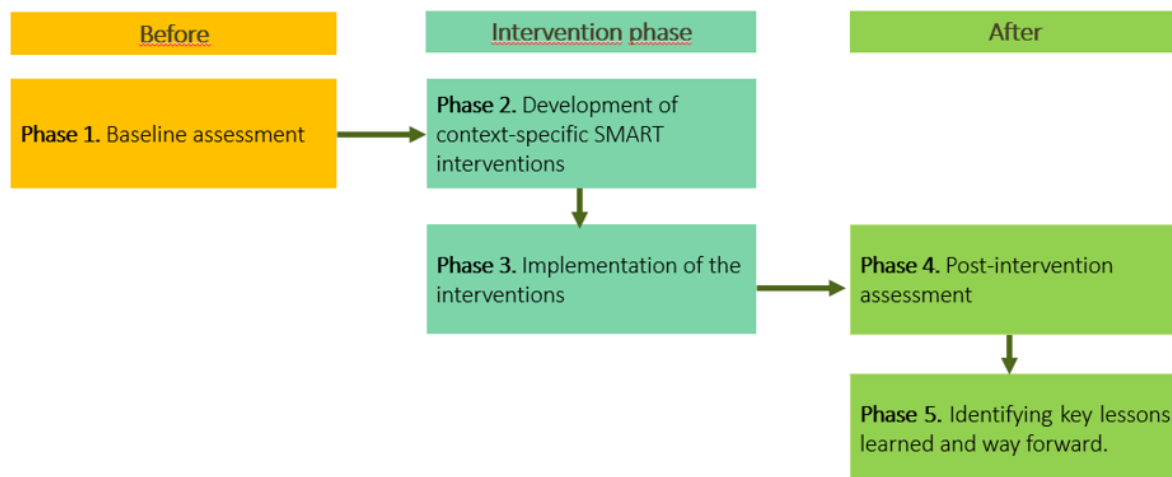 Before
Intervention phase
After
Phase 1. Baseline assessment
Phase 2. Development of
context-specific SMART
interventions
Phase 3. Implementation of the
interventions
Phase 4. Post-intervention
assessment
Phase 5. Identifying key lessons
learned and way forward.